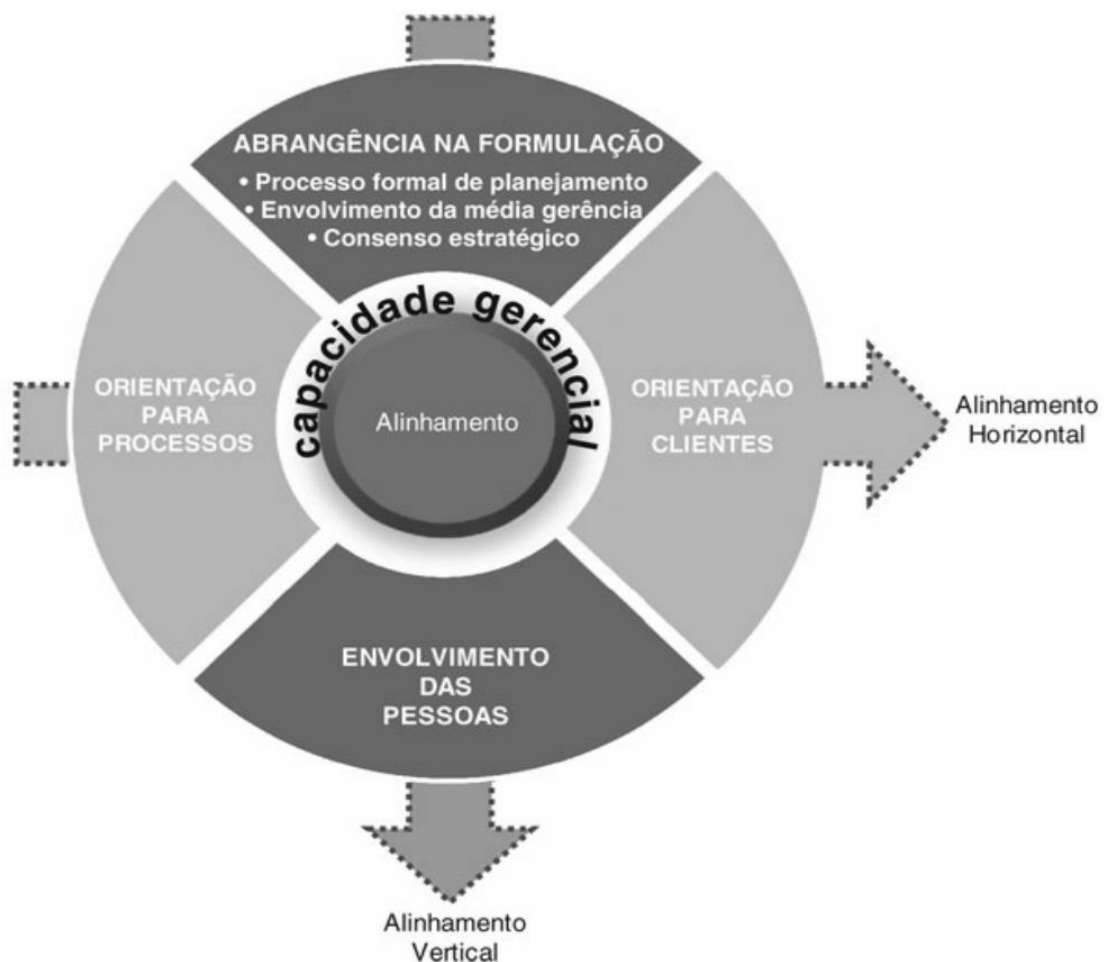 ABRANGÊNCIA NA FORMULAÇÃO
• Processo formal de planejamento
• Envolvimento da média gerência
• Consenso estratégico
capacidade gerencial
Alinhamento
ORIENTAÇÃO
PARA
PROCESSOS
ORIENTAÇÃO
PARA
CLIENTES
Alinhamento
Horizontal
ENVOLVIMENTO
DAS
PESSOAS
Alinhamento
Vertical